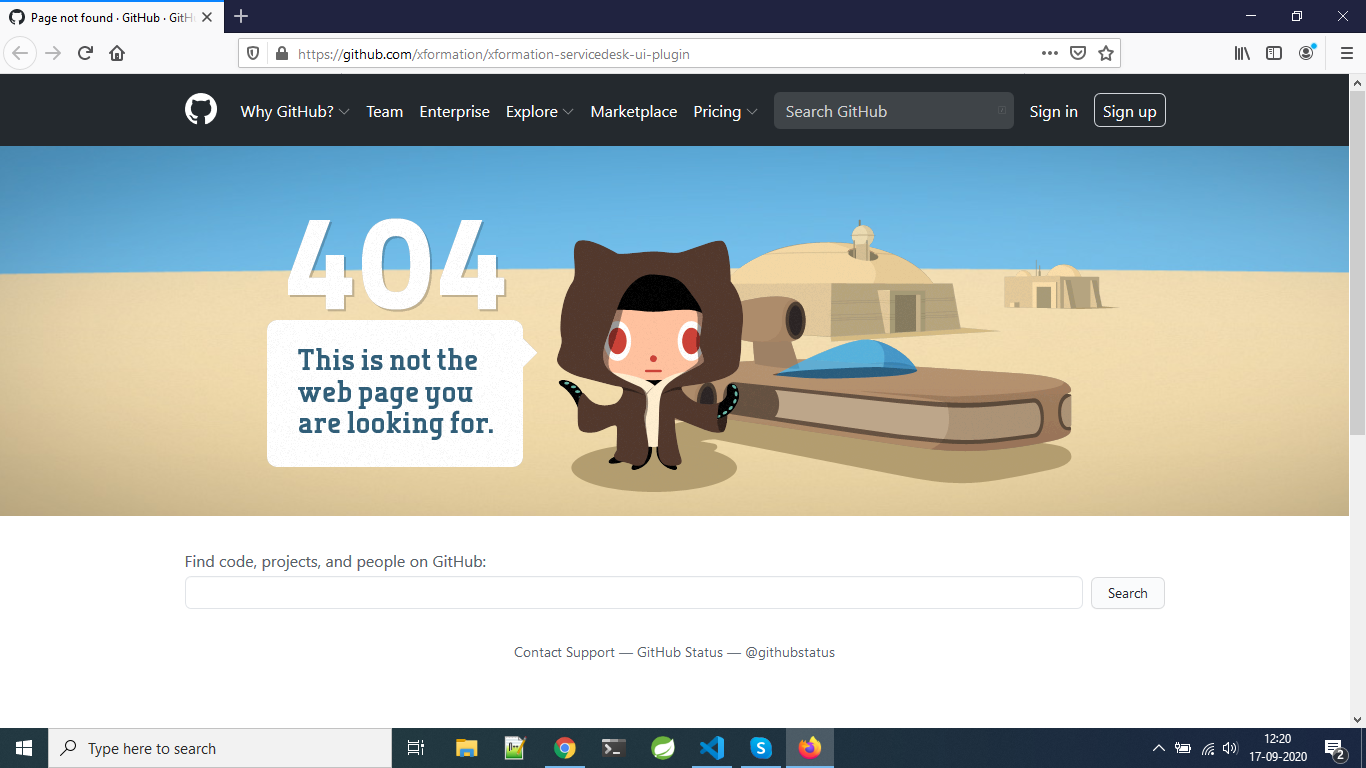 Page not found · GitHub · GitH
https://github.com/xformation/xformation-servicedesk-ui-plugin
Why GitHub? Team Enterprise Explore Marketplace Pricing Search GitHub Sign in Sign up
404
This is not the
web page you
are looking for.
Find code, projects, and people on GitHub:
Search
Contact Support — GitHub Status — @githubstatus
Type here to search
12:20
17-09-2020
2